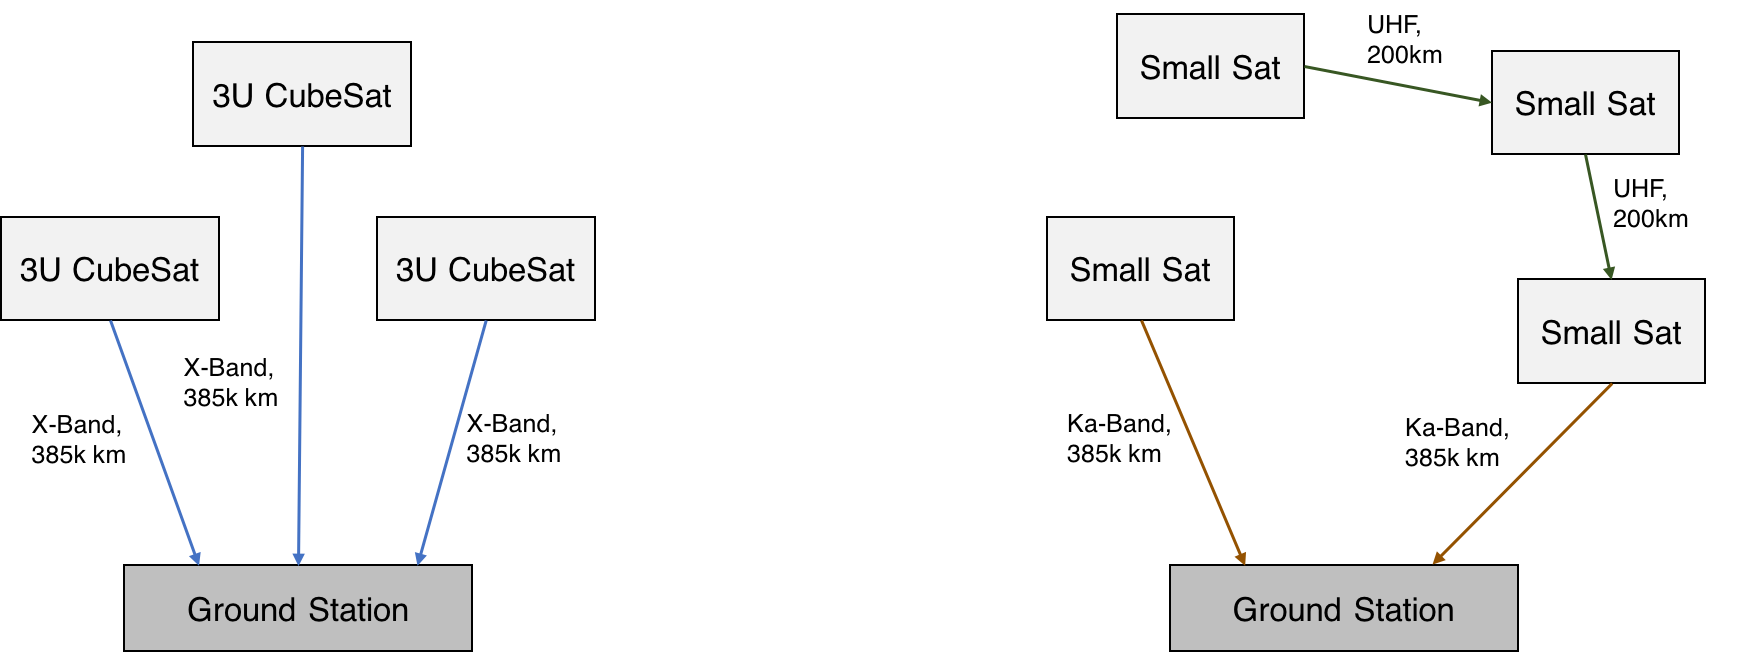 3U CubeSat
3U CubeSat
3U CubeSat
X-Band,
385k km
X-Band,
385k km
X-Band,
385k km
Ground Station
Small Sat
UHF,
200km
Small Sat
UHF,
200km
Small Sat
Small Sat
Ka-Band,
385k km
Ka-Band,
385k km
Ground Station